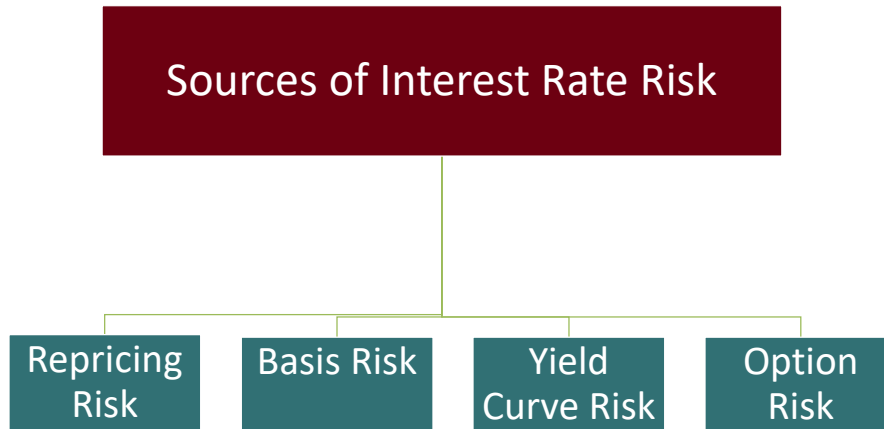 Sources of Interest Rate Risk
Repricing
Risk
Basis Risk
Yield
Curve Risk
Option
Risk